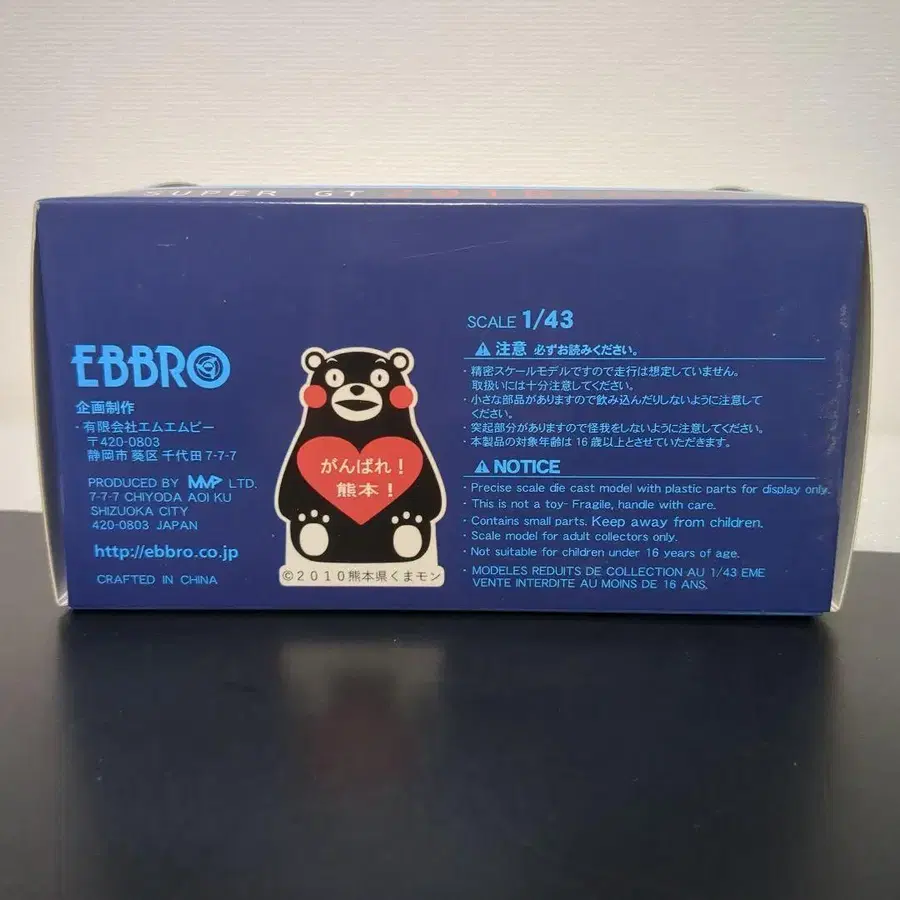 SUPER GT
EBBRO
企画制作
・有限会社エムエムピー
〒420-0803
静岡市 葵区 千代田 7-7-7
PRODUCED BY MMP LTD.
7-7-7 CHIYODA AOI KU
SHIZUOKA CITY
420-0803 JAPAN
http://ebbro.co.jp
CRAFTED IN CHINA
がんばれ！
熊本！
©2010熊本県くまモン
SCALE 1/43
注意 必ずお読みください。
・精密スケールモデルですので走行は想定していません。
取扱いには十分注意してください。
・小さな部品がありますので飲み込んだりしないように注意して
ください。
・突起部分がありますので怪我をしないように注意してください。
・本製品の対象年齢は 16 歳以上とさせていただきます。
NOTICE
・Precise scale die cast model with plastic parts for display only.
・This is not a toy- Fragile, handle with care.
・Contains small parts. Keep away from children.
・Scale model for adult collectors only.
・Not suitable for children under 16 years of age.
・MODELES REDUITS DE COLLECTION AU 1/43 EME
VENTE INTERDITE AU MOINS DE 16 ANS.